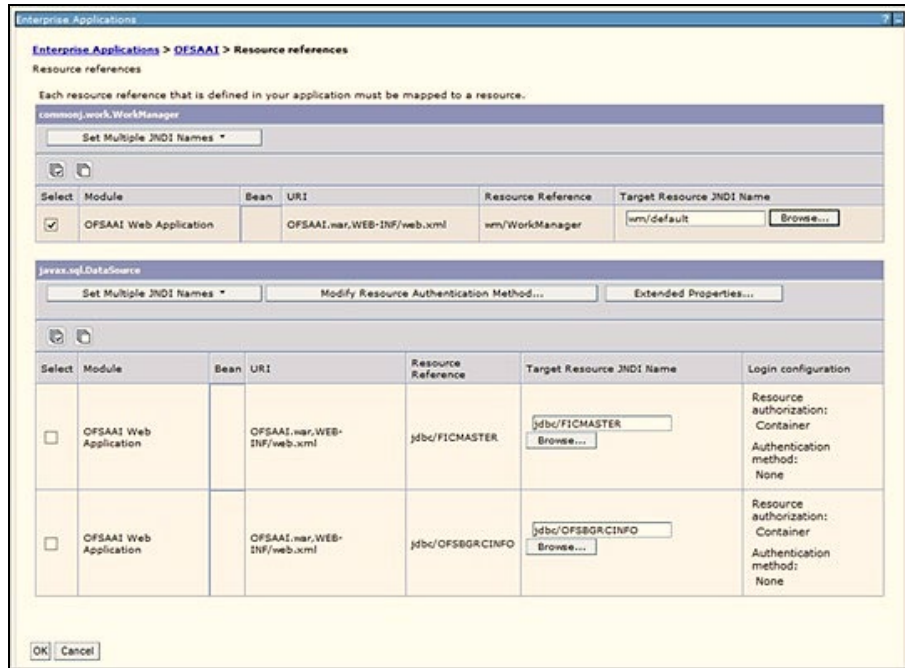 Enterprise Applications
Enterprise Applications > OFSAAI > Resource references
Resource references
Each resource reference that is defined in your application must be mapped to a resource.
commonj.work.WorkManager
Set Multiple JNDI Names
Select Module Bean URI Resource Reference Target Resource JNDI Name
OFSAAI Web Application OFSAAI.war,WEB-INF/web.xml wm/WorkManager wm/default Browse...
javax.sql.DataSource
Set Multiple JNDI Names Modify Resource Authentication Method... Extended Properties...
Select Module Bean URI Resource Reference Target Resource JNDI Name Login configuration
OFSAAI Web Application
OFSAAI.war,WEB-INF/web.xml
jdbc/FICMASTER
jdbc/FICMASTER
Browse...
Resource authorization:
Container
Authentication method:
None
OFSAAI Web Application
OFSAAI.war,WEB-INF/web.xml
jdbc/OFSBGRCINFO
jdbc/OFSBGRCINFO
Browse...
Resource authorization:
Container
Authentication method:
None
OK Cancel